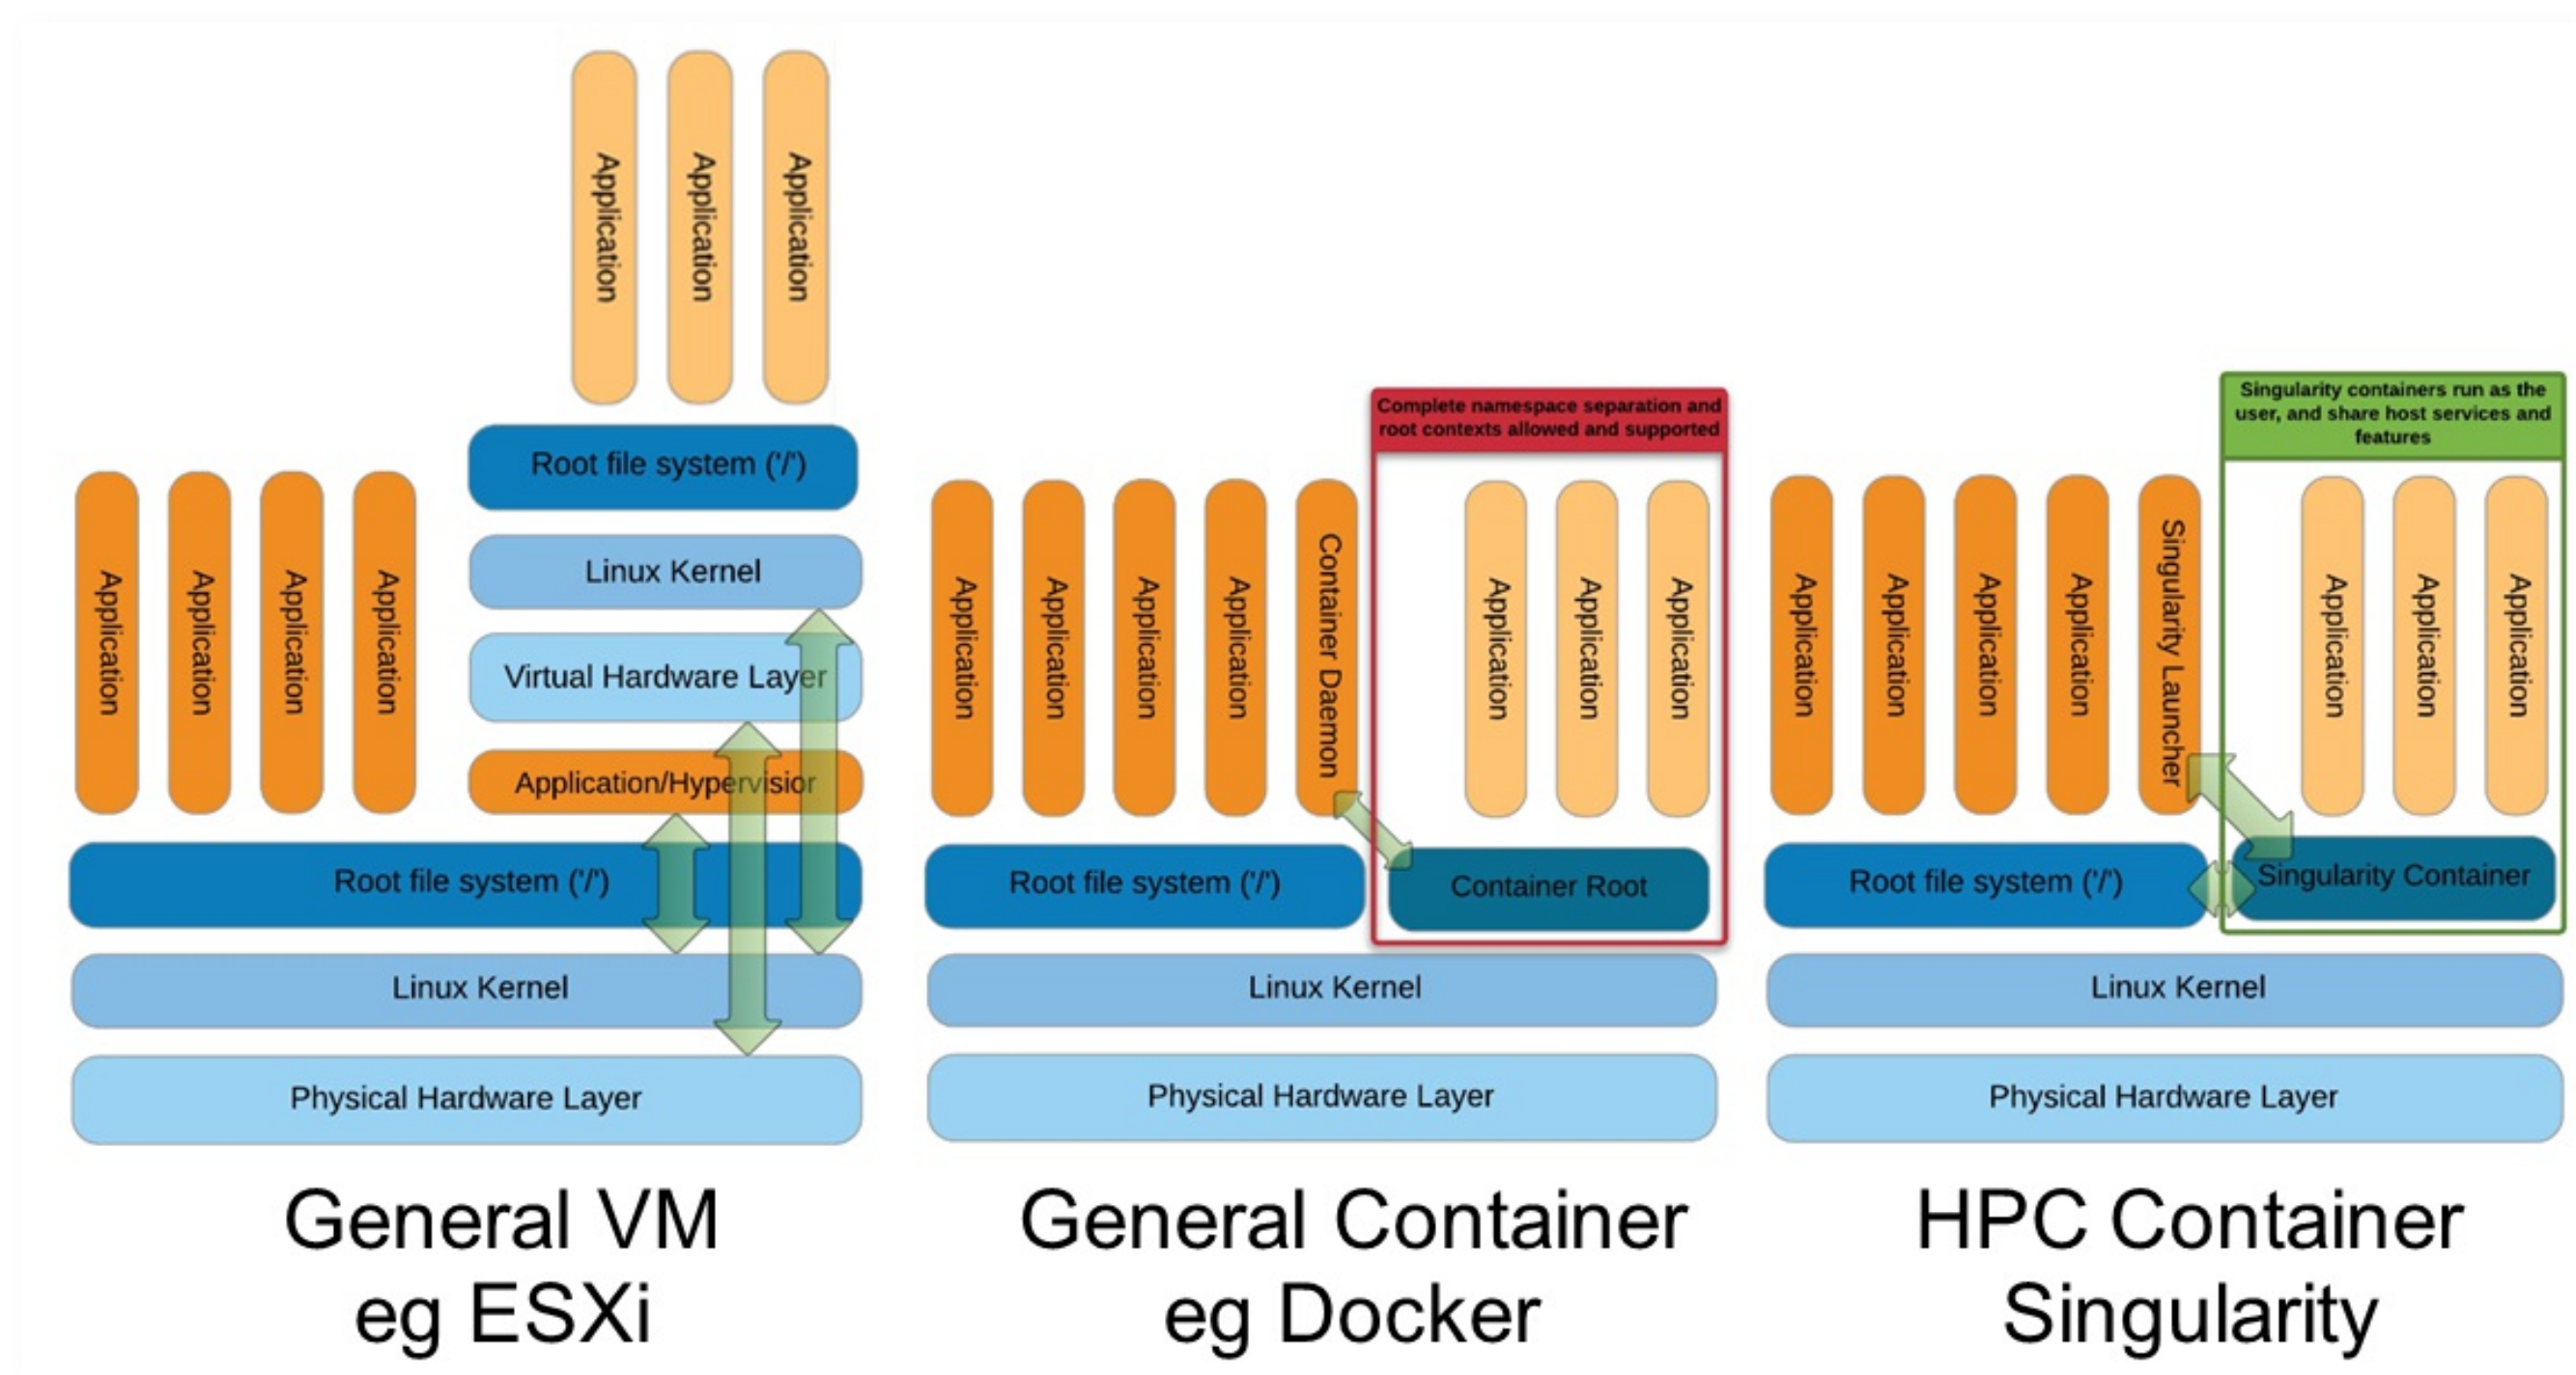 Application
Application
Application
Root file system ('/')
Linux Kernel
Virtual Hardware Layer
Application/Hypervisior
Application
Application
Application
Application
Root file system ('/')
Linux Kernel
Physical Hardware Layer
General VM
eg ESXi
Complete namespace separation and
root contexts allowed and supported
Application
Application
Application
Application
Container Daemon
Application
Application
Application
Root file system ('/')
Container Root
Linux Kernel
Physical Hardware Layer
General Container
eg Docker
Singularity containers run as the
user, and share host services and
features
Application
Application
Application
Application
Singularity Launcher
Application
Application
Application
Root file system ('/')
Singularity Container
Linux Kernel
Physical Hardware Layer
HPC Container
Singularity